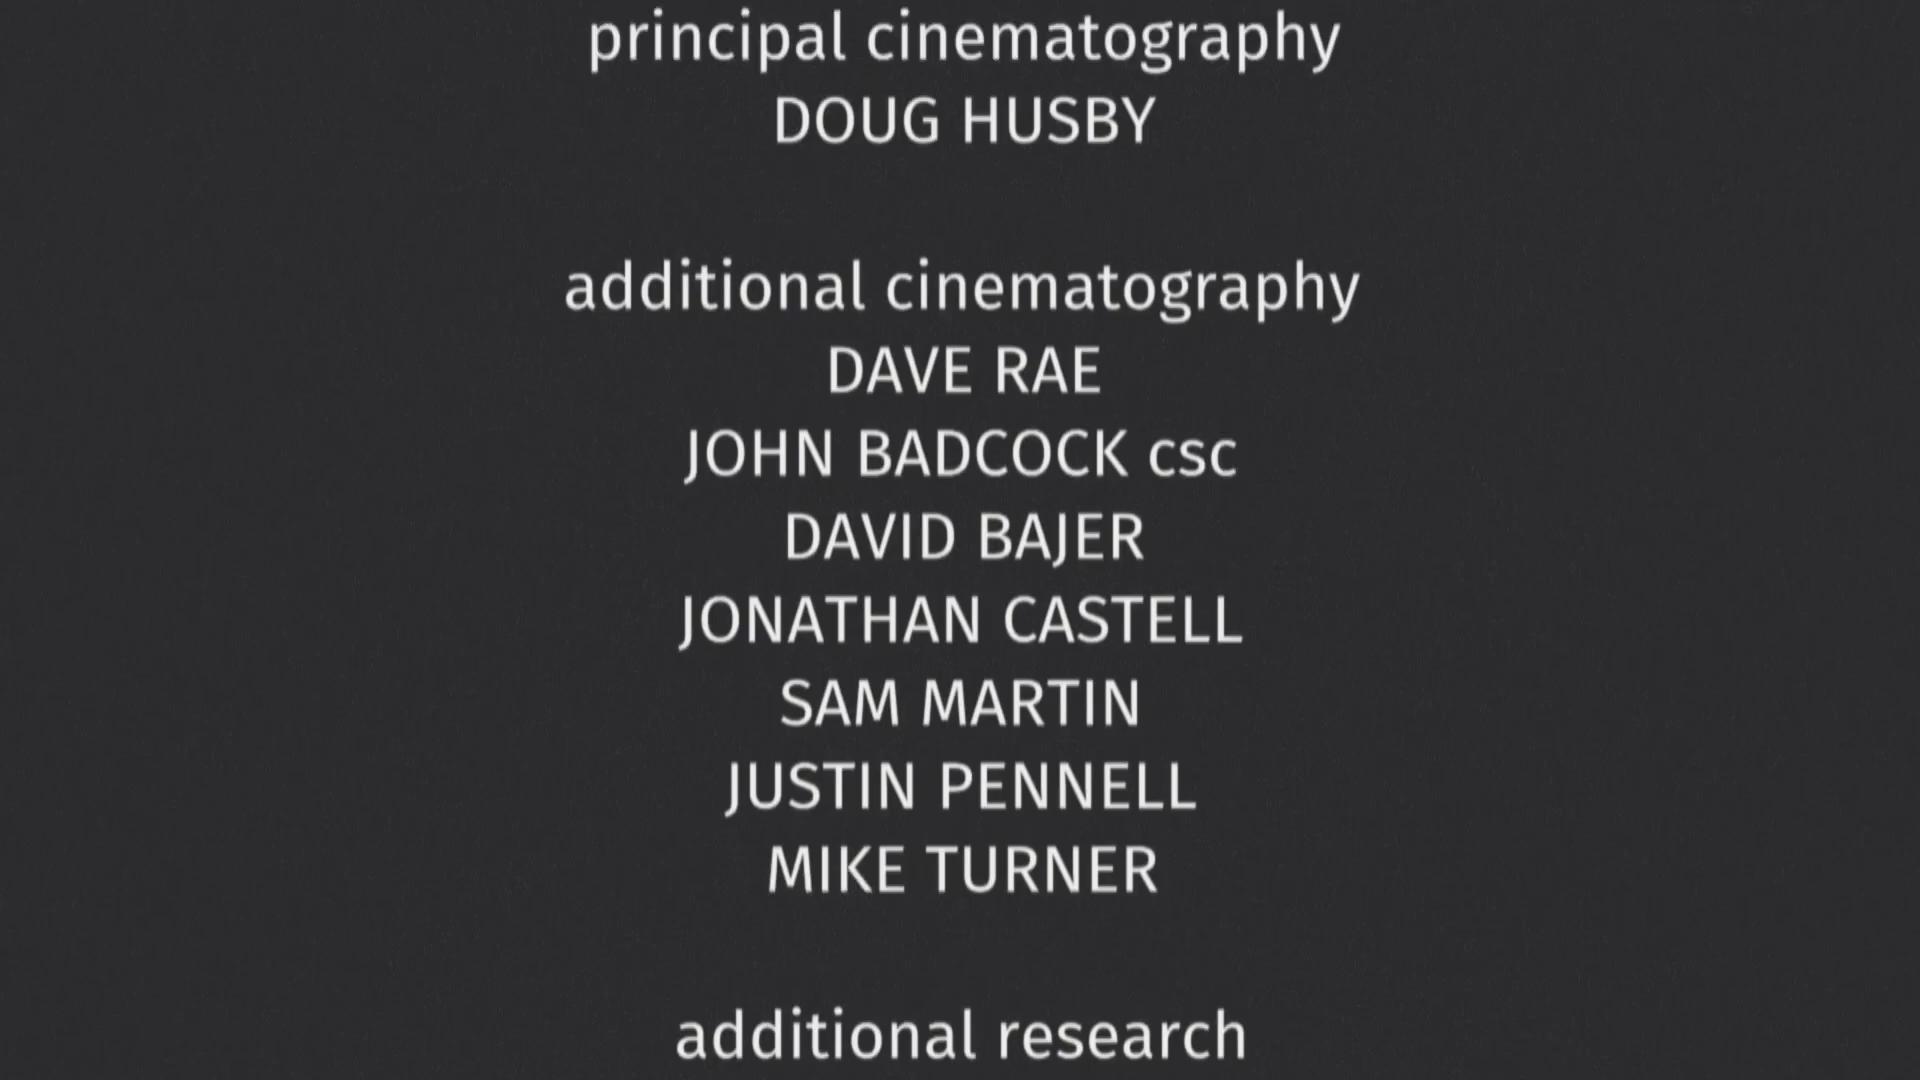 principal cinematography
DOUG HUSBY
additional cinematography
DAVE RAE
JOHN BADCOCK csc
DAVID BAJER
JONATHAN CASTELL
SAM MARTIN
JUSTIN PENNELL
MIKE TURNER
additional research